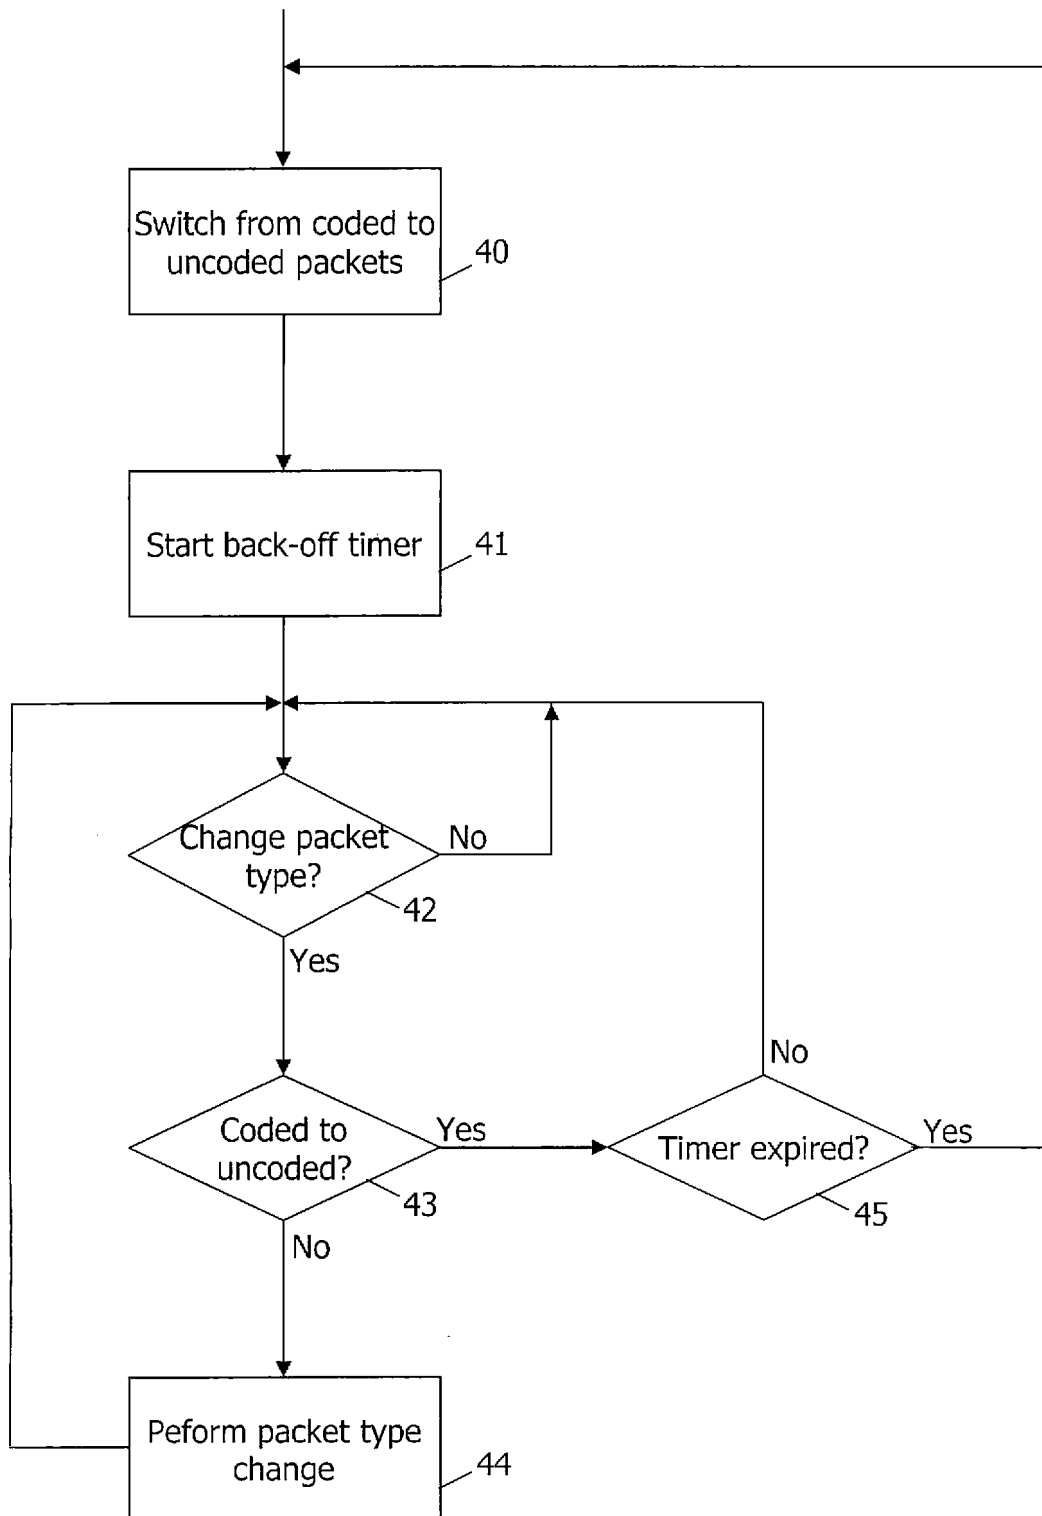 Switch from coded to
uncoded packets
40
Start back-off timer
41
Change packet
type?
No
42
Yes
Coded to
uncoded?
Yes
43
No
Timer expired?
No
Yes
45
Peform packet type
change
44